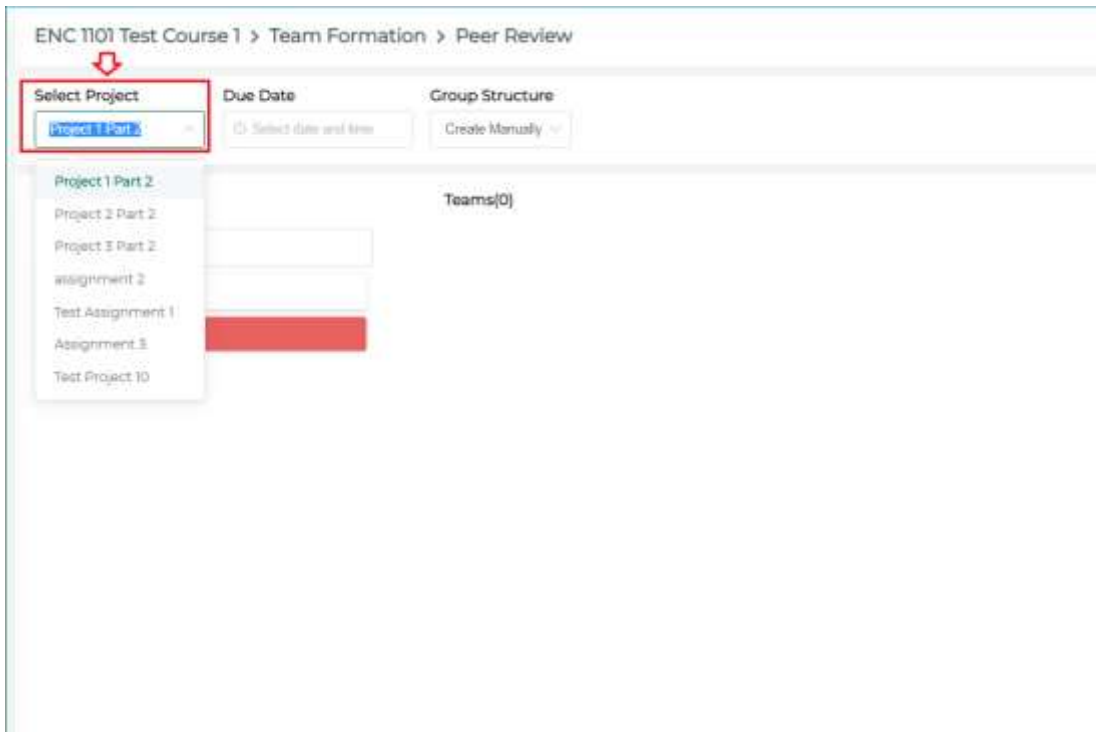 ENC 1101 Test Course 1 > Team Formation > Peer Review
Select Project
Due Date
Group Structure
Project 1 Part 2
Select date and time
Create Manually
Project 1 Part 2
Teams(0)
Project 2 Part 2
Project 3 Part 2
assignment 2
Test Assignment 1
Assignment 3
Test Project 10